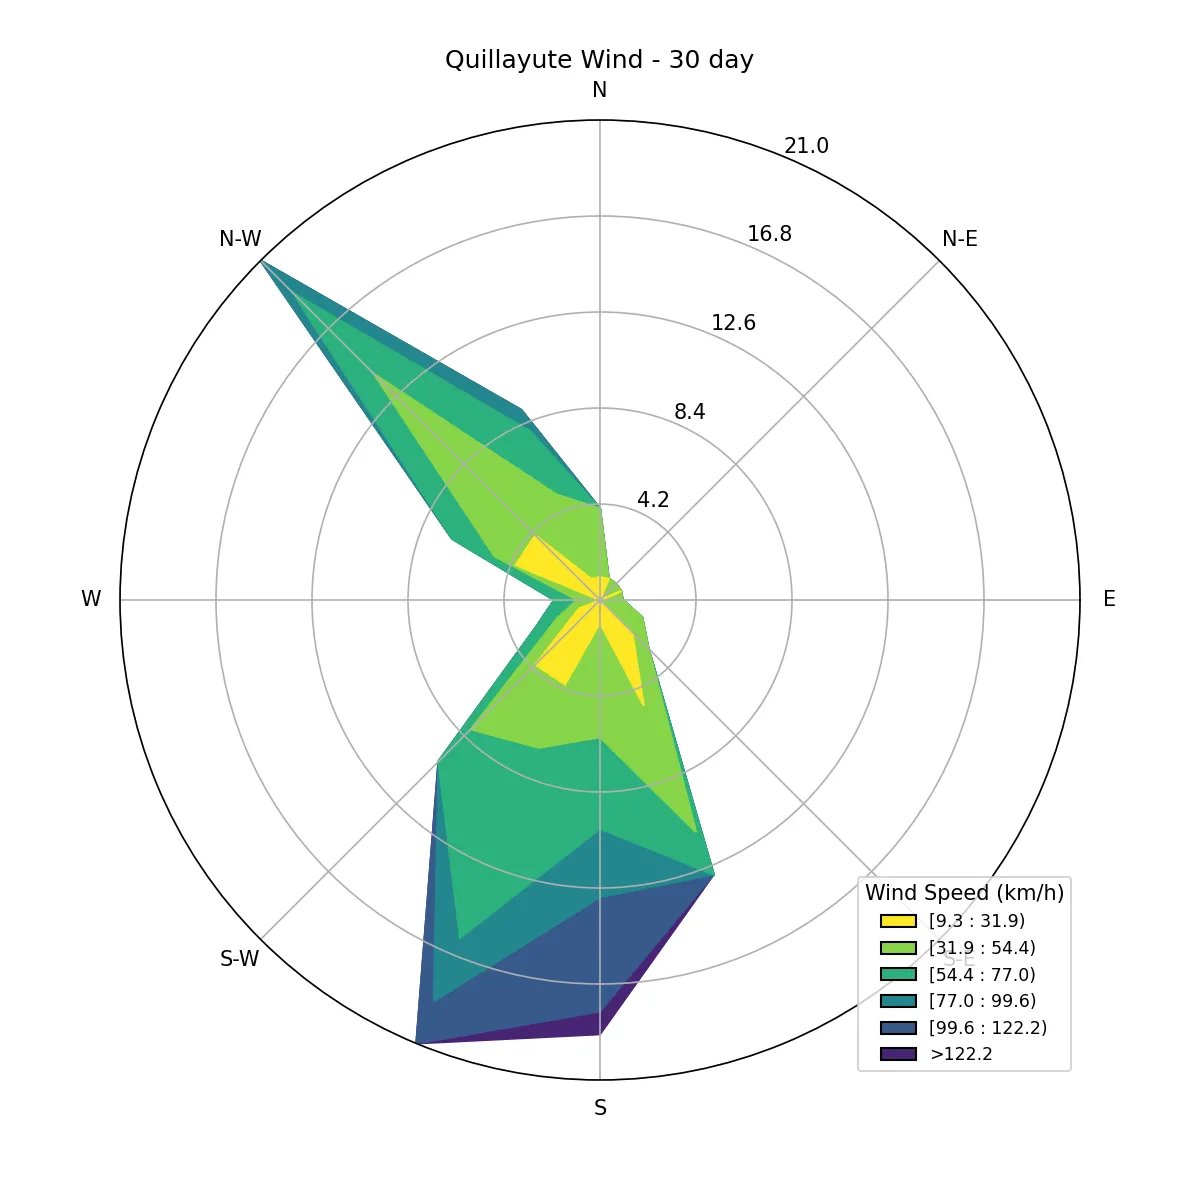 Quillayute Wind - 30 day
N
21.0
16.8
N-W
N-E
12.6
8.4
4.2
W
E
Wind Speed (km/h)
[9.3 : 31.9)
[31.9 : 54.4)
S-W
S-E
[54.4 : 77.0)
[77.0 : 99.6)
[99.6 : 122.2)
>122.2
S